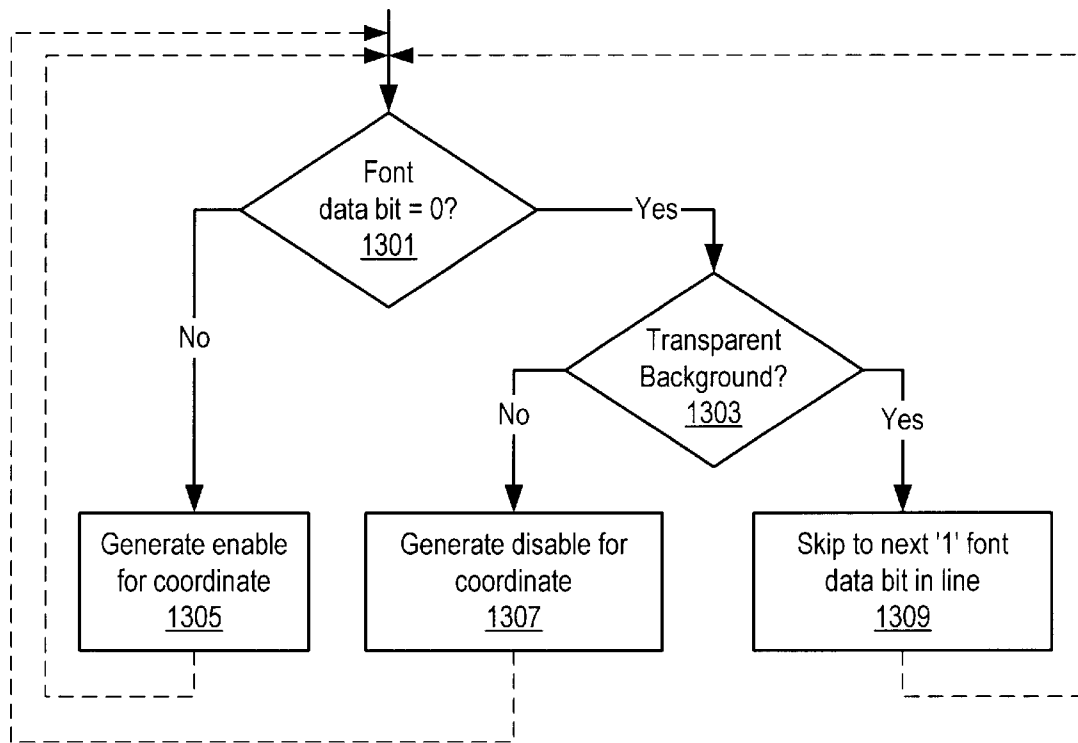 Font
data bit = 0?
1301
Yes
No
Transparent
Background?
1303
No
Yes
Generate enable
for coordinate
1305
Generate disable for
coordinate
1307
Skip to next '1' font
data bit in line
1309